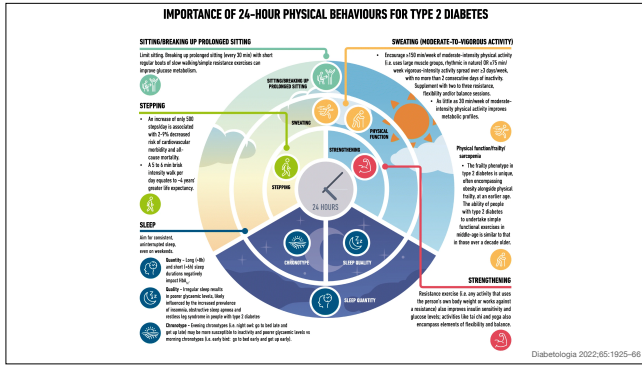 IMPORTANCE OF 24-HOUR PHYSICAL BEHAVIOURS FOR TYPE 2 DIABETES
SITTING/BREAKING UP PROLONGED SITTING
Limit sitting. Breaking up prolonged sitting (every 30 min) with short
regular bouts of slow walking/simple resistance exercises can
improve glucose metabolism.
STEPPING
• An increase of only 500
steps/day is associated
with 2–9% decreased
risk of cardiovascular
morbidity and all-
cause mortality.
• A 5 to 6 min brisk
intensity walk per
day equates to ~4 years'
greater life expectancy.
SLEEP
Aim for consistent,
uninterrupted sleep,
even on weekends.
Quantity – Long (>8h)
and short (<6h) sleep
durations negatively
impact HbA1c.
Quality – Irregular sleep results
in poorer glycaemic levels, likely
influenced by the increased prevalence
of insomnia, obstructive sleep apnoea and
restless leg syndrome in people with type 2 diabetes
Chronotype – Evening chronotypes (i.e. night owl: go to bed late and
get up late) may be more susceptible to inactivity and poorer glycaemic levels vs
morning chronotypes (i.e. early bird: go to bed early and get up early).
SITTING/BREAKING UP
PROLONGED SITTING
SWEATING
PHYSICAL
FUNCTION
STRENGTHENING
STEPPING
24 HOURS
CHRONOTYPE
SLEEP QUALITY
SLEEP QUANTITY
SWEATING (MODERATE-TO-VIGOROUS ACTIVITY)
• Encourage ≥150 min/week of moderate-intensity physical activity
(i.e. uses large muscle groups, rhythmic in nature) OR ≥75 min/
week vigorous-intensity activity spread over ≥3 days/week,
with no more than 2 consecutive days of inactivity.
Supplement with two to three resistance,
flexibility and/or balance sessions.
• As little as 30 min/week of moderate-
intensity physical activity improves
metabolic profiles.
Physical function/frailty/
sarcopenia
• The frailty phenotype in
type 2 diabetes is unique,
often encompassing
obesity alongside physical
frailty, at an earlier age.
The ability of people
with type 2 diabetes
to undertake simple
functional exercises in
middle-age is similar to that
in those over a decade older.
STRENGTHENING
Resistance exercise (i.e. any activity that uses
the person's own body weight or works against
a resistance) also improves insulin sensitivity and
glucose levels; activities like tai chi and yoga also
encompass elements of flexibility and balance.
Diabetologia 2022;65:1925–66